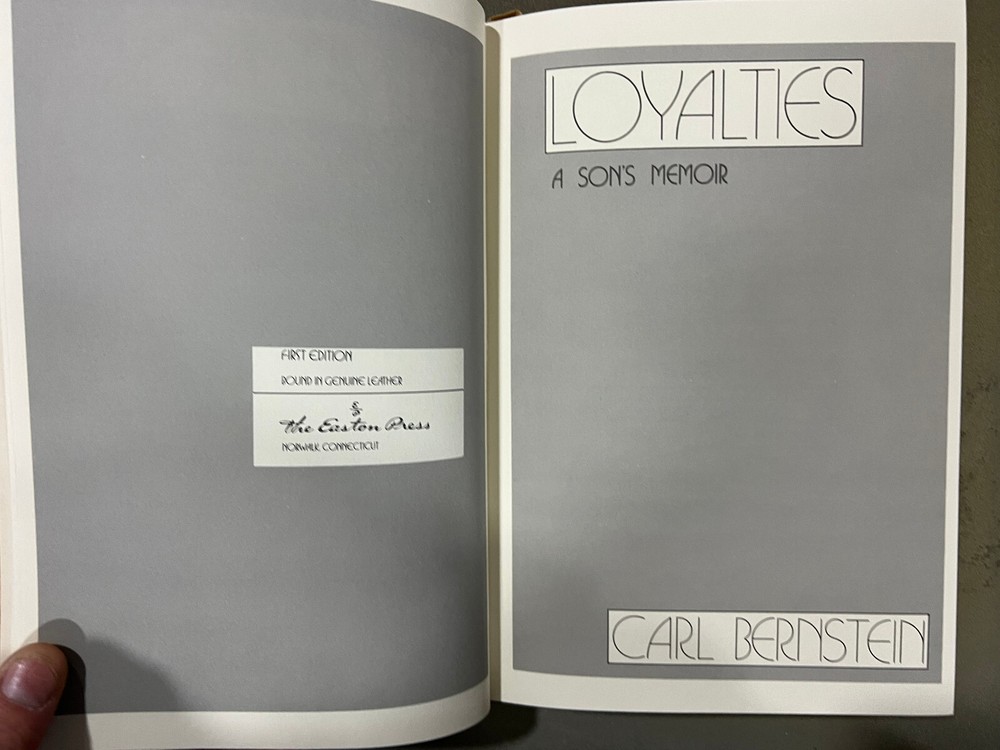 FIRST EDITION
BOUND IN GENUINE LEATHER
The Easton Press
NORWALK, CONNECTICUT
LOYALTIES
A SON'S MEMOIR
CARL BERNSTEIN